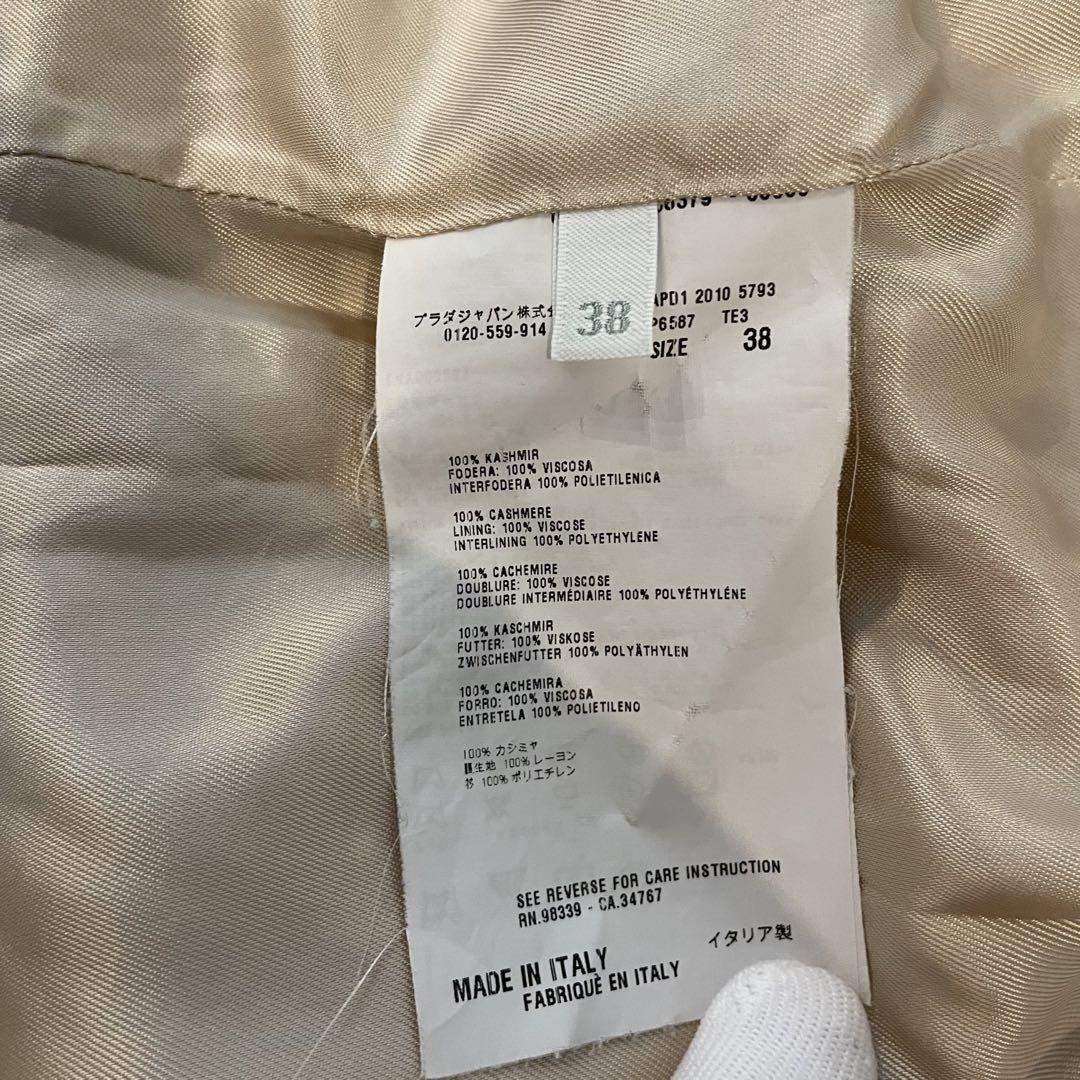 プラダジャパン株式
0120-559-914
38
2010 5793
P6587 TE3
SIZE 38
100% KASHMIR
FODERA: 100% VISCOSA
INTERFODERA 100% POLIETILENICA
100% CASHMERE
LINING: 100% VISCOSE
INTERLINING 100% POLYETHYLENE
100% CACHEMIRE
DOUBLURE: 100% VISCOSE
DOUBLURE INTERMÉDIAIRE 100% POLYÉTHYLÉNE
100% KASCHMIR
FUTTER: 100% VISKOSE
ZWISCHENFUTTER 100% POLYÄTHYLEN
100% CACHEMIRA
FORRO: 100% VISCOSA
ENTRETELA 100% POLIETILENO
100% カシミヤ
生地 100% レーヨン
100% ポリエチレン
SEE REVERSE FOR CARE INSTRUCTION
RN.98339 - CA.34767
イタリア製
MADE IN ITALY
FABRIQUÈ EN ITALY